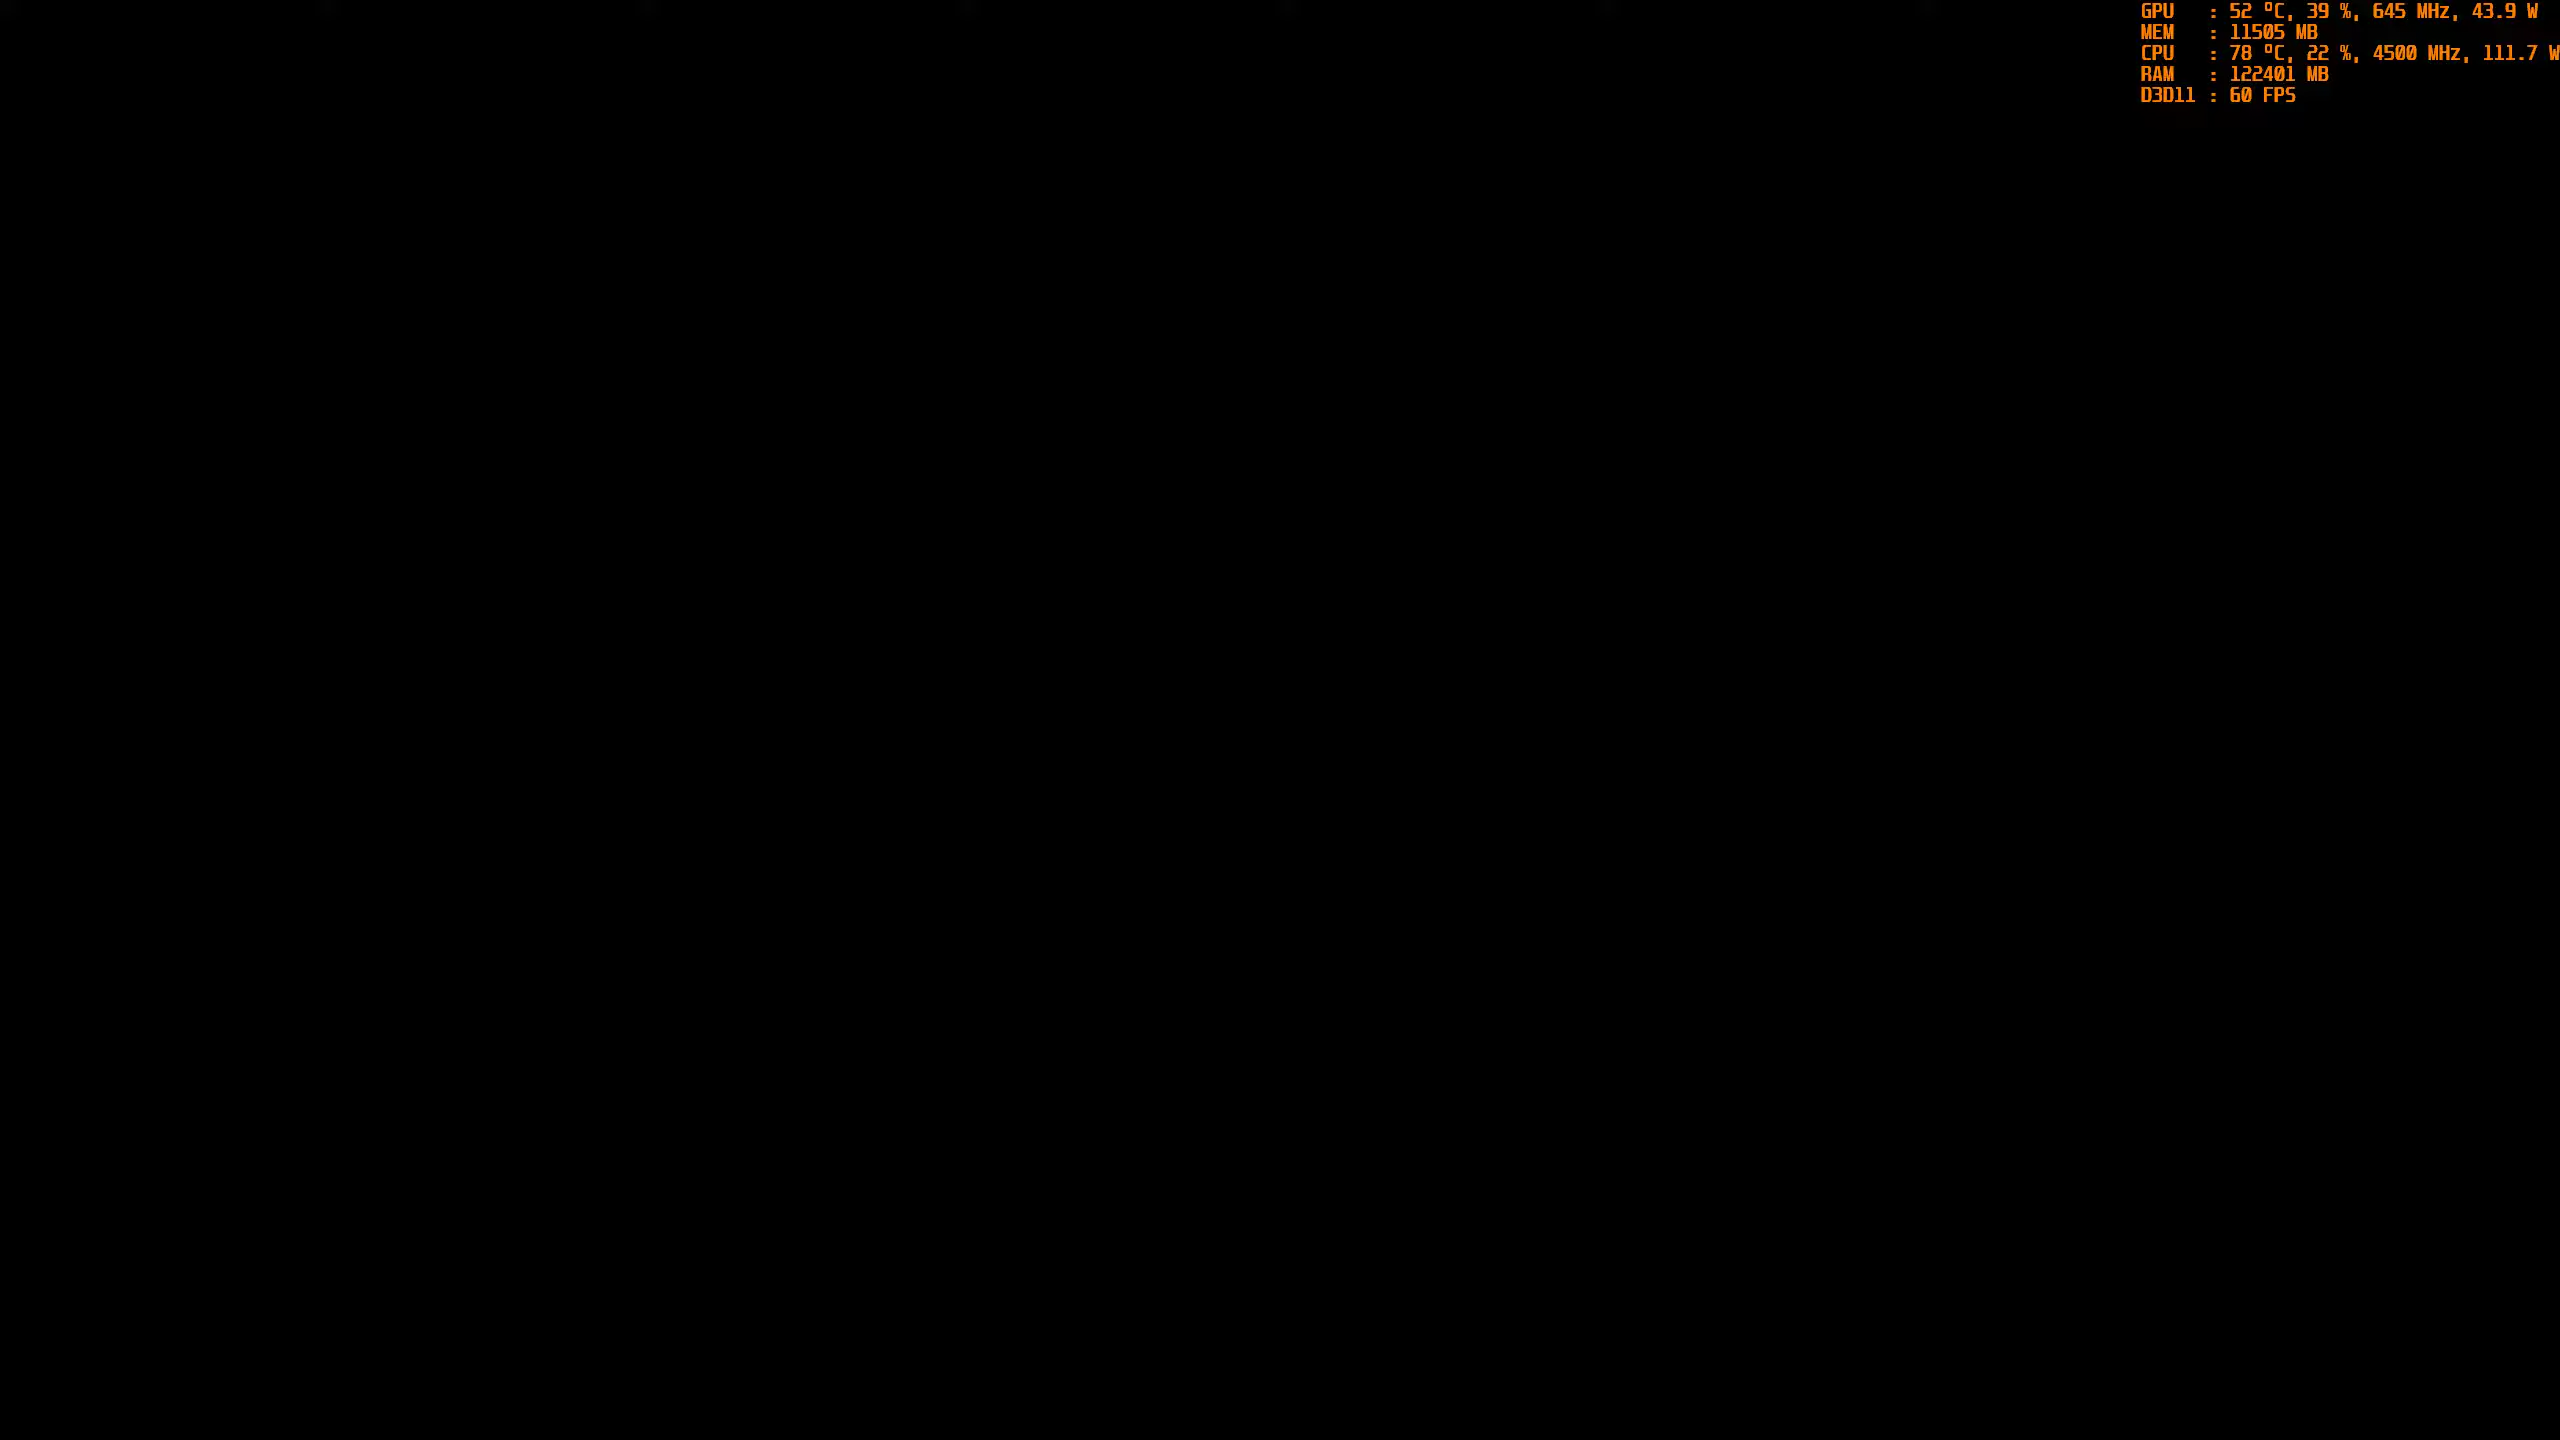 GPU : 52 °C, 39 %, 645 MHz, 43.9 W
MEM : 11505 MB
CPU : 78 °C, 22 %, 4500 MHz, 111.7 W
RAM : 122401 MB
D3D11 : 60 FPS